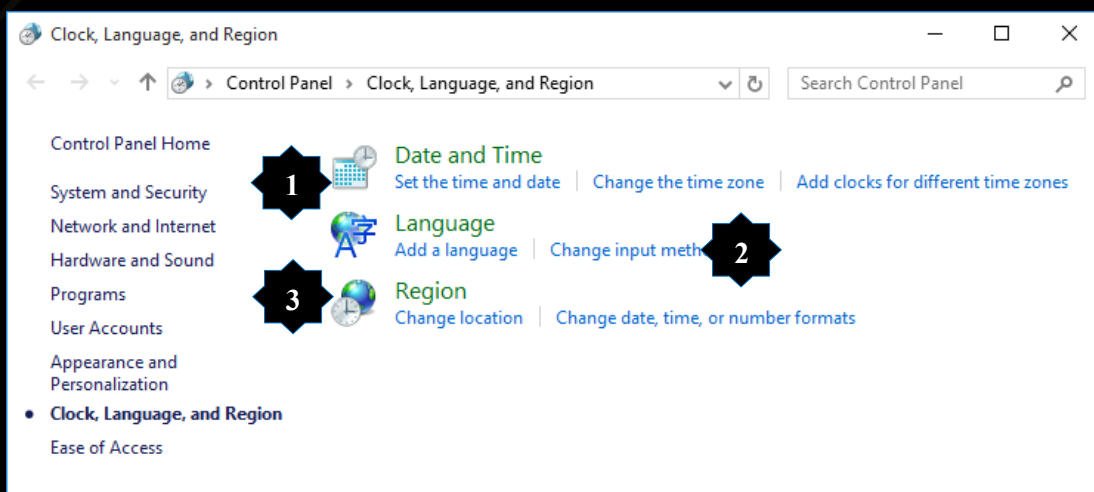 Clock, Language, and Region
Control Panel > Clock, Language, and Region
Search Control Panel
Control Panel Home
System and Security
Network and Internet
Hardware and Sound
Programs
User Accounts
Appearance and
Personalization
Clock, Language, and Region
Ease of Access
1
Date and Time
Set the time and date | Change the time zone | Add clocks for different time zones
Language
Add a language | Change input
2
3
Region
Change location | Change date, time, or number formats